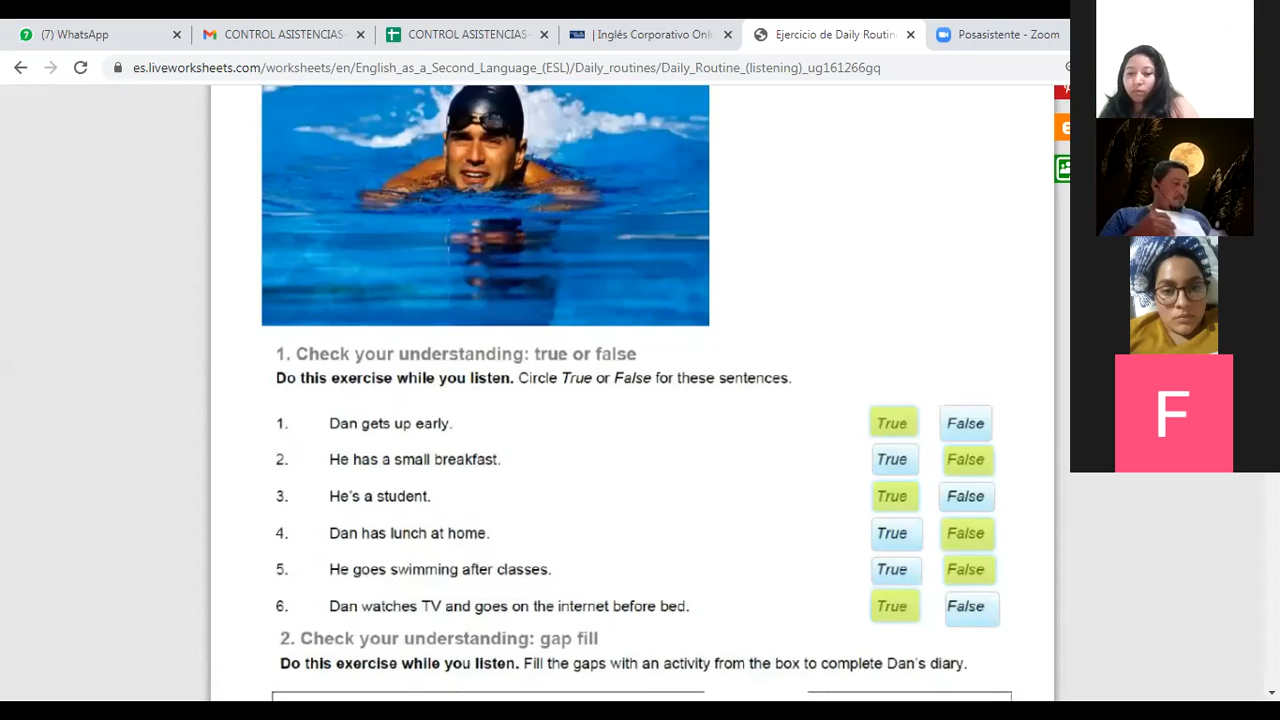 7
(7) WhatsApp
CONTROL ASISTENCIAS-
CONTROL ASISTENCIAS-
| Inglés Corporativo Onli
Ejercicio de Daily Routin
Posasistente - Zoom
es.liveworksheets.com/worksheets/en/English_as_a_Second_Language_(ESL)/Daily_routines/Daily_Routine_(listening)_ug161266gq
1. Check your understanding: true or false
Do this exercise while you listen. Circle True or False for these sentences.
1. Dan gets up early. True False
2. He has a small breakfast. True False
3. He's a student. True False
4. Dan has lunch at home. True False
5. He goes swimming after classes. True False
6. Dan watches TV and goes on the internet before bed. True False
2. Check your understanding: gap fill
Do this exercise while you listen. Fill the gaps with an activity from the box to complete Dan's diary.
F